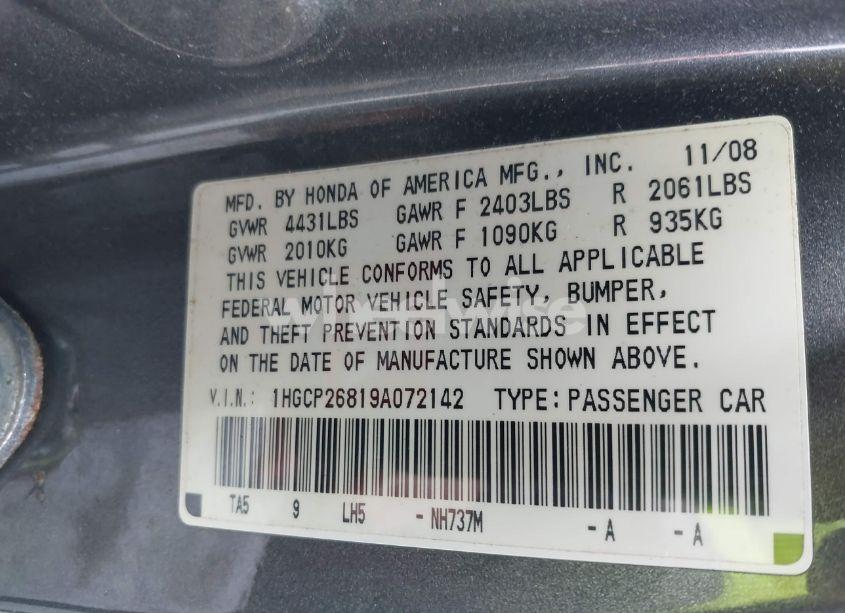 MFD. BY HONDA OF AMERICA MFG., INC. 11/08
GVWR 4431LBS GAWR F 2403LBS R 2061LBS
GVWR 2010KG GAWR F 1090KG R 935KG
THIS VEHICLE CONFORMS TO ALL APPLICABLE
FEDERAL MOTOR VEHICLE SAFETY, BUMPER,
AND THEFT PREVENTION STANDARDS IN EFFECT
ON THE DATE OF MANUFACTURE SHOWN ABOVE.
V.I.N.: 1HGCP26819A072142 TYPE: PASSENGER CAR
TA5 9 LH5 - NH737M - A - A
wheelwise